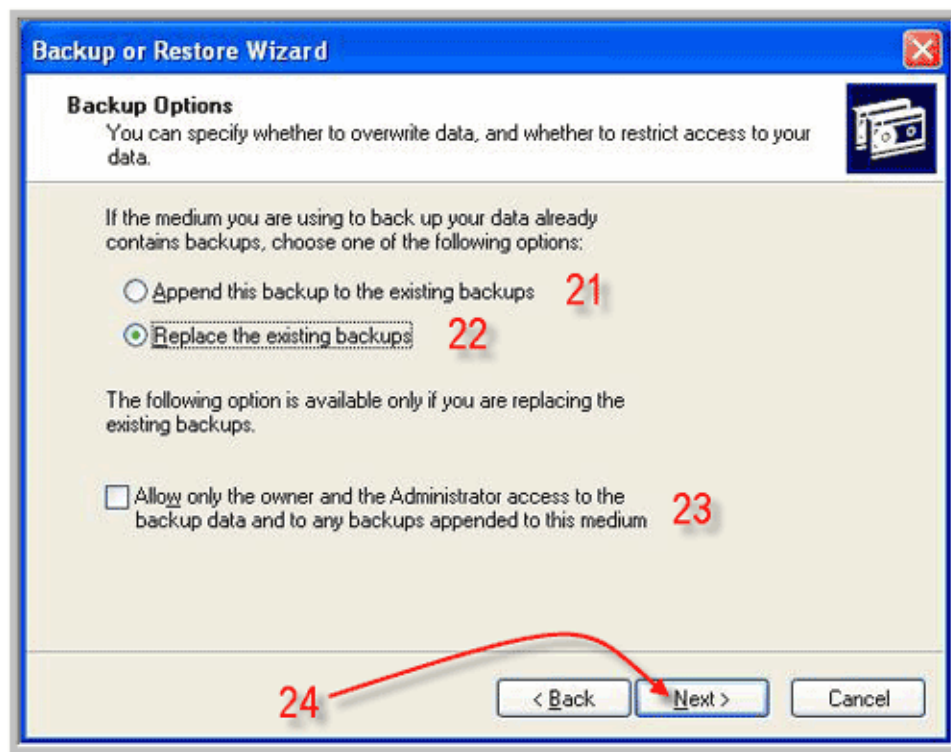 Backup or Restore Wizard
Backup Options
You can specify whether to overwrite data, and whether to restrict access to your
data.
If the medium you are using to back up your data already
contains backups, choose one of the following options:
Append this backup to the existing backups 21
Replace the existing backups 22
The following option is available only if you are replacing the
existing backups.
Allow only the owner and the Administrator access to the
backup data and to any backups appended to this medium 23
24 < Back Next > Cancel